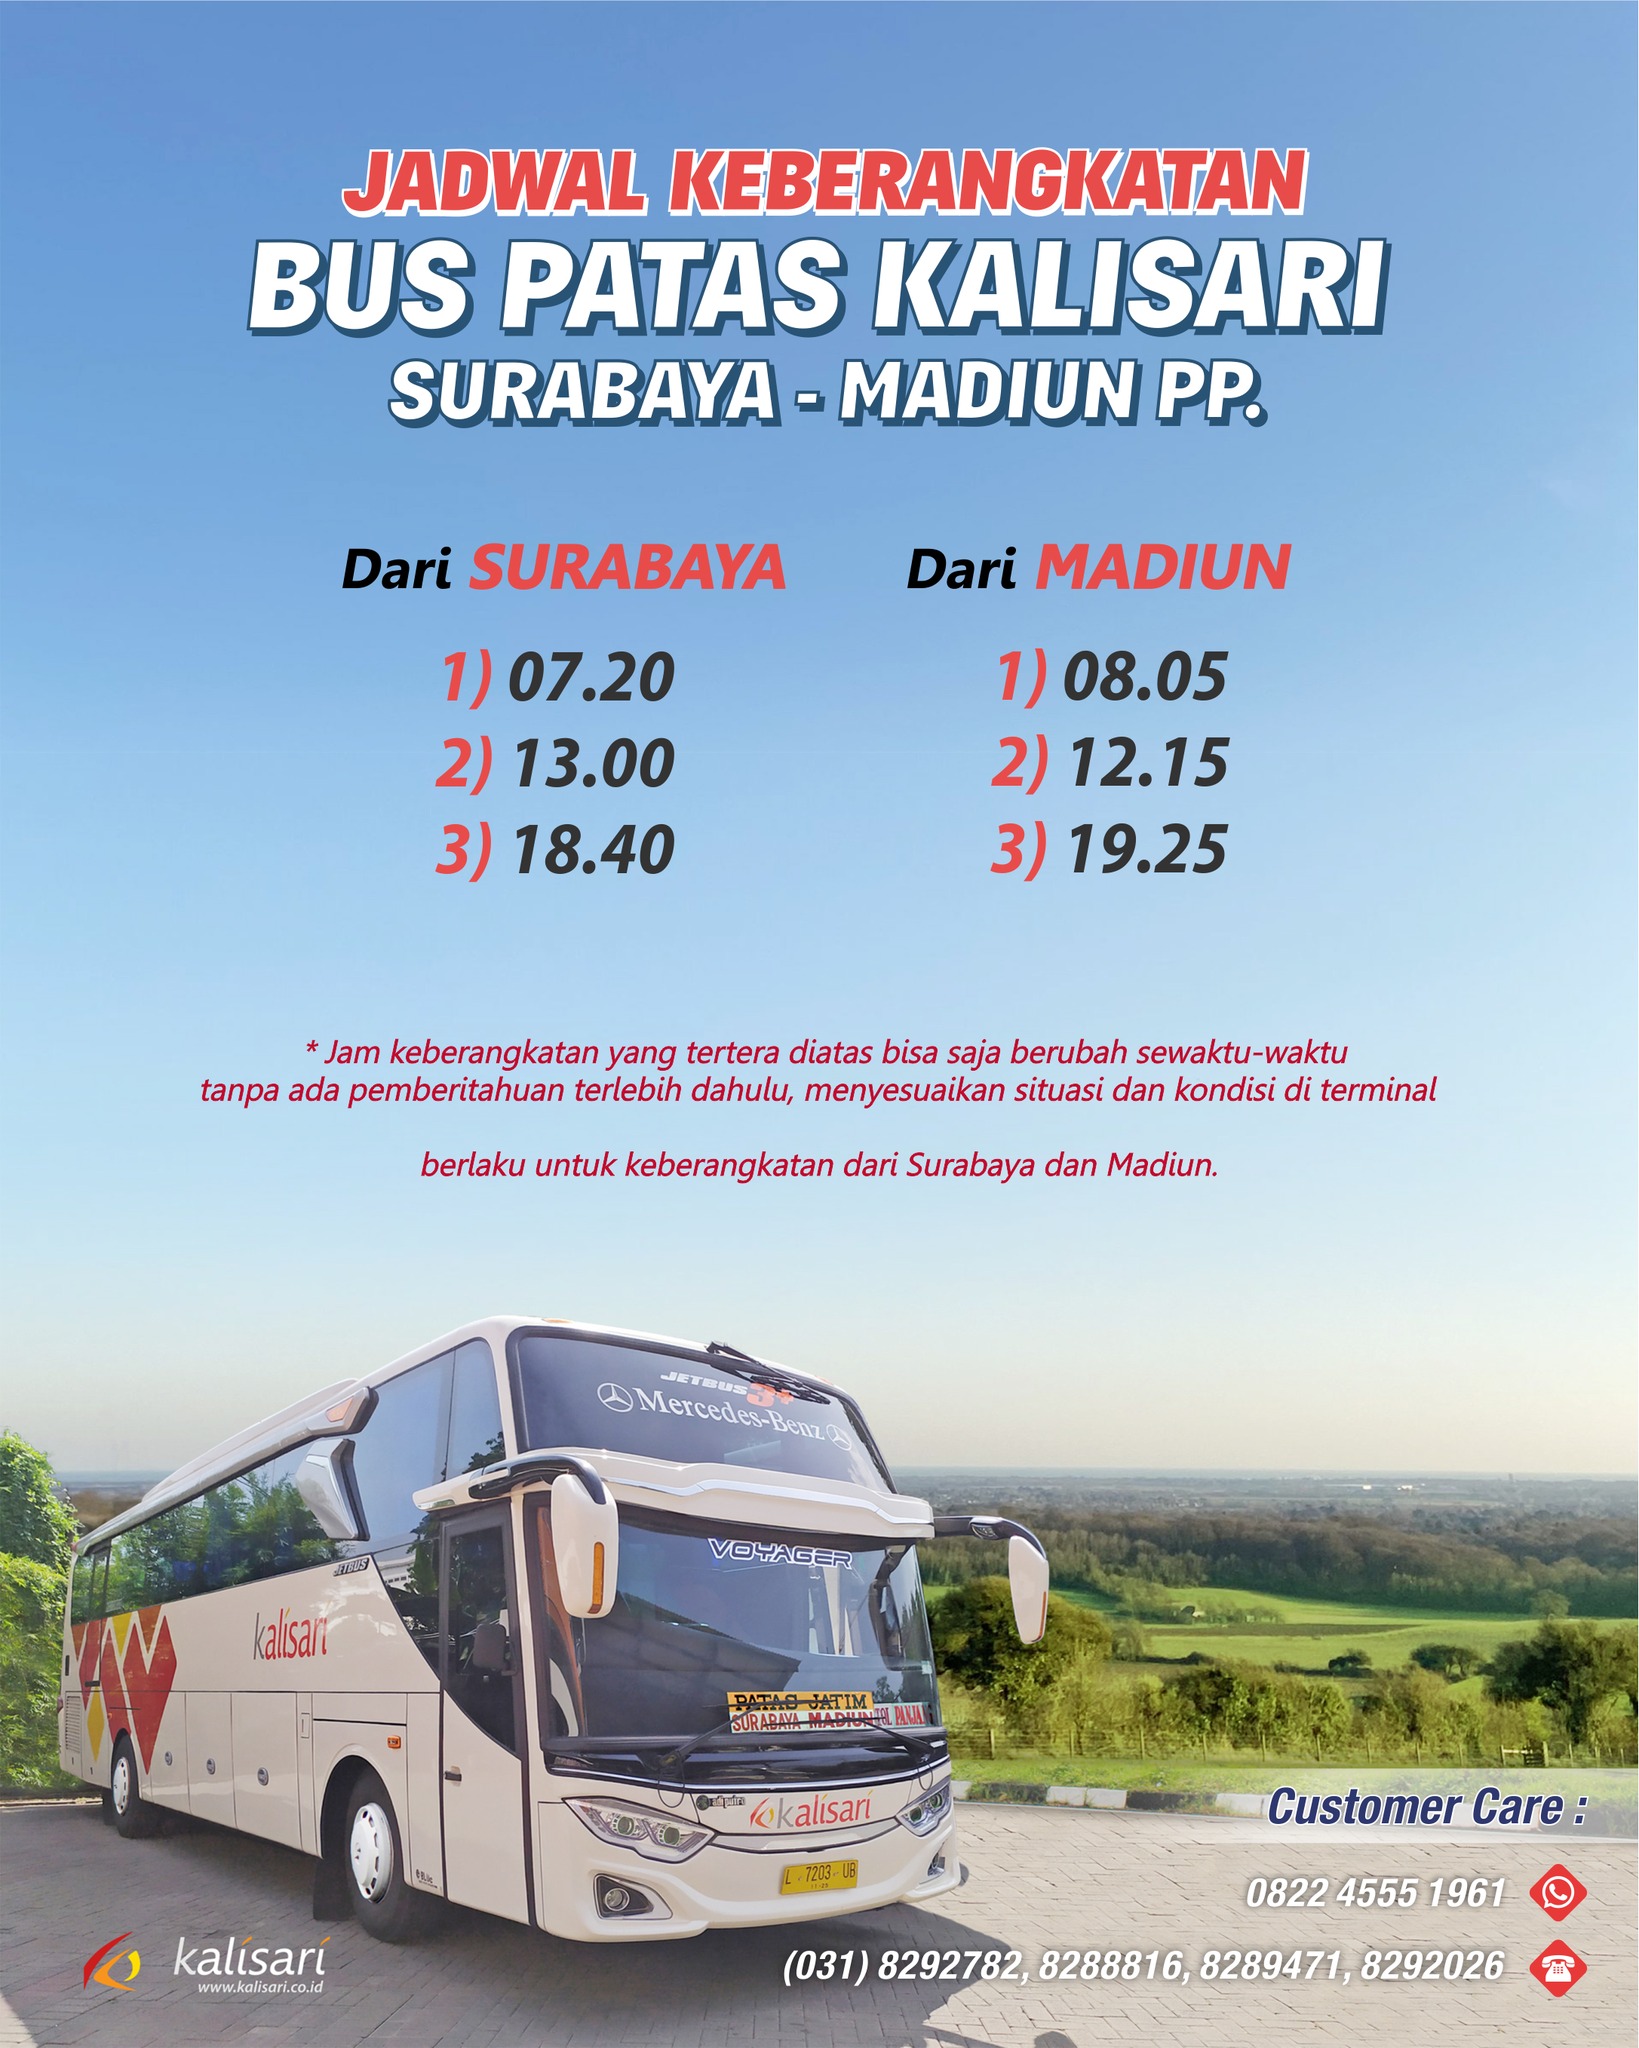 JADWAL KEBERANGKATAN
BUS PATAS KALISARI
SURABAYA - MADIUN PP.
Dari SURABAYA
1) 07.20
2) 13.00
3) 18.40
Dari MADIUN
1) 08.05
2) 12.15
3) 19.25
* Jam keberangkatan yang tertera diatas bisa saja berubah sewaktu-waktu
tanpa ada pemberitahuan terlebih dahulu, menyesuaikan situasi dan kondisi di terminal
berlaku untuk keberangkatan dari Surabaya dan Madiun.
JETBUS 3+
Mercedes-Benz
VOYAGER
JETBUS
kalisari
PATAS JATIM
SURABAYA MADIUN TOL PANJA
adiputro
kalisari
L 7203 UB
Customer Care :
0822 4555 1961
(031) 8292782, 8288816, 8289471, 8292026
kalisari
www.kalisari.co.id